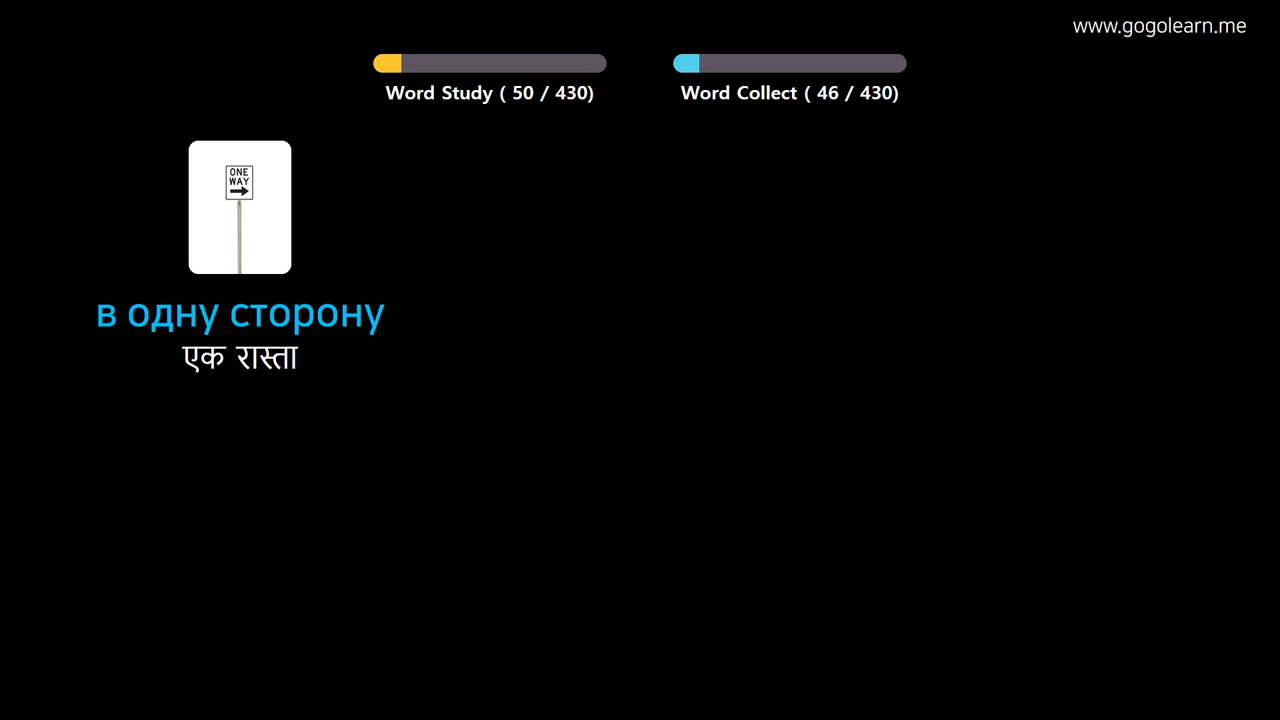 www.gogolearn.me
Word Study ( 50 / 430)
Word Collect ( 46 / 430)
ONE
WAY
в одну сторону
एक रास्ता